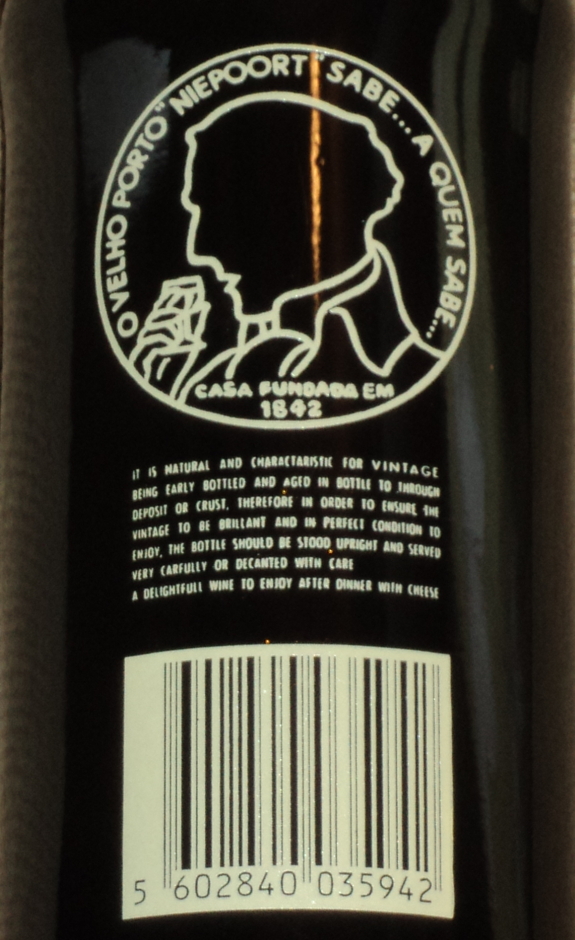 O VELHO PORTO "NIEPOORT" SABE... A QUEM SABE...
CASA FUNDADA EM
1842
IT IS NATURAL AND CHARACTARISTIC FOR VINTAGE
BEING EARLY BOTTLED AND AGED IN BOTTLE TO THROUGH
DEPOSIT OR CRUST, THEREFORE IN ORDER TO ENSURE THE
VINTAGE TO BE BRILLANT AND IN PERFECT CONDITION TO
ENJOY, THE BOTTLE SHOULD BE STOOD UPRIGHT AND SERVED
VERY CARFULLY OR DECANTED WITH CARE
A DELIGHTFULL WINE TO ENJOY AFTER DINNER WITH CHEESE
5 602840 035942